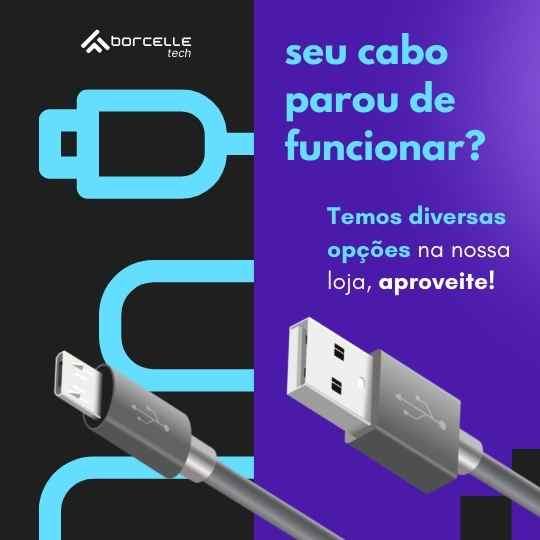 borcelle
tech
seu cabo
parou de
funcionar?
Temos diversas
opções na nossa
loja, aproveite!